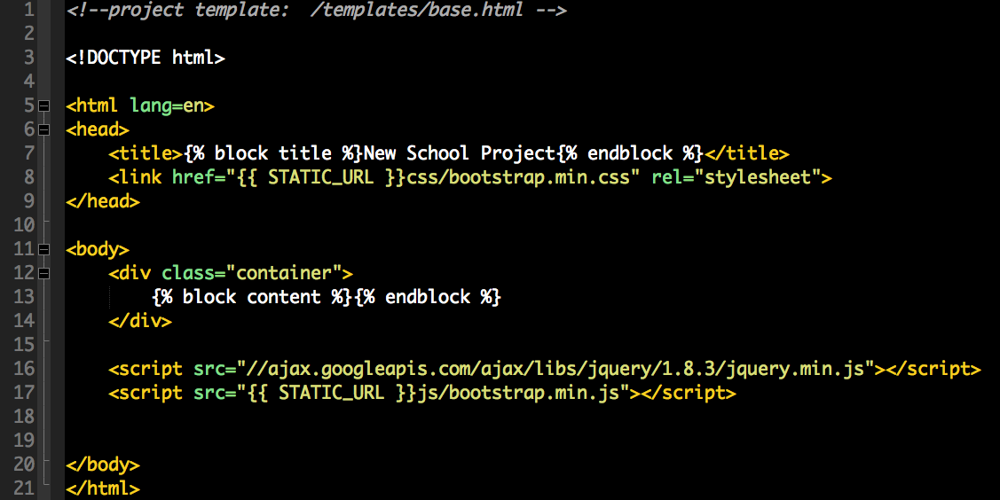 1 <!--project template:  /templates/base.html -->
2
3 <!DOCTYPE html>
4
5 <html lang=en>
6 <head>
7     <title>{% block title %}New School Project{% endblock %}</title>
8     <link href="{{ STATIC_URL }}css/bootstrap.min.css" rel="stylesheet">
9 </head>
10
11 <body>
12     <div class="container">
13         {% block content %}{% endblock %}
14     </div>
15
16     <script src="//ajax.googleapis.com/ajax/libs/jquery/1.8.3/jquery.min.js"></script>
17     <script src="{{ STATIC_URL }}js/bootstrap.min.js"></script>
18
19
20 </body>
21 </html>